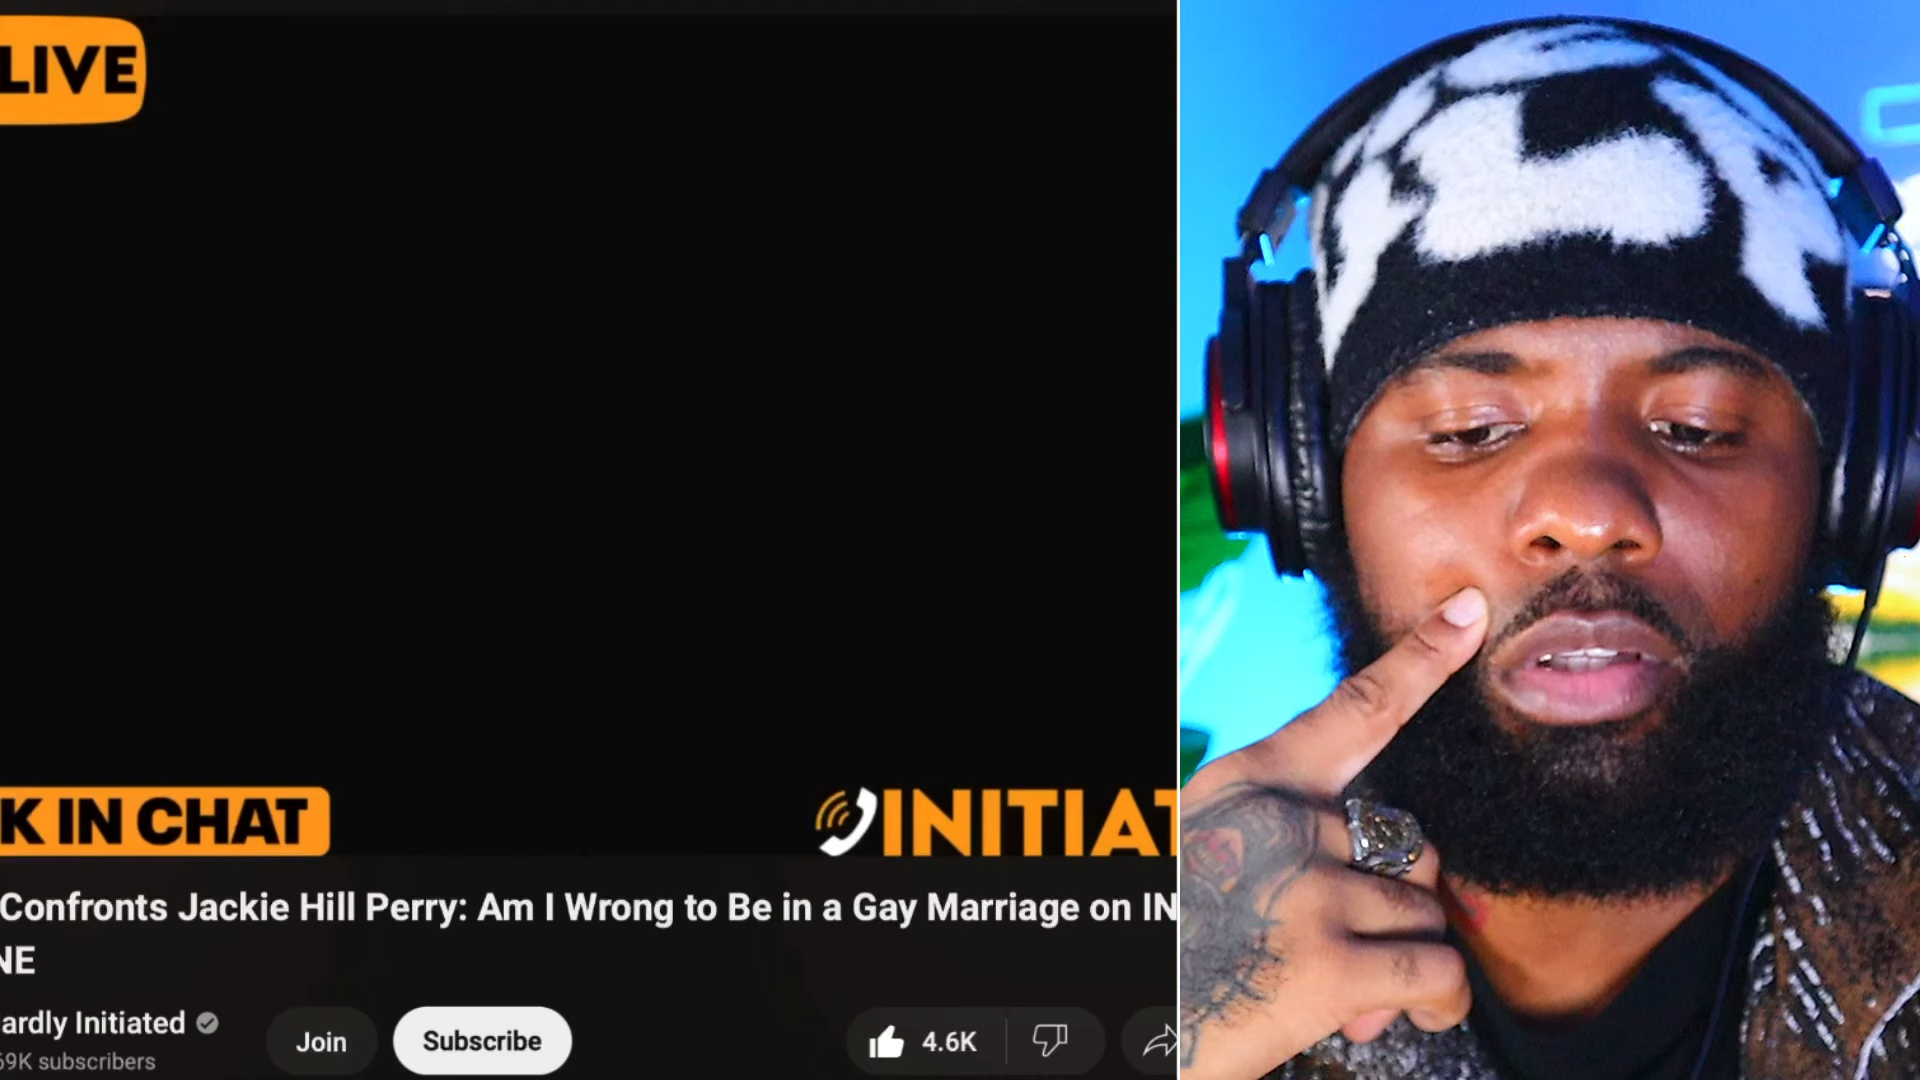 LIVE
K IN CHAT
INITIAT
Confronts Jackie Hill Perry: Am I Wrong to Be in a Gay Marriage on IN
NE
ardly Initiated
69K subscribers
Join
Subscribe
4.6K